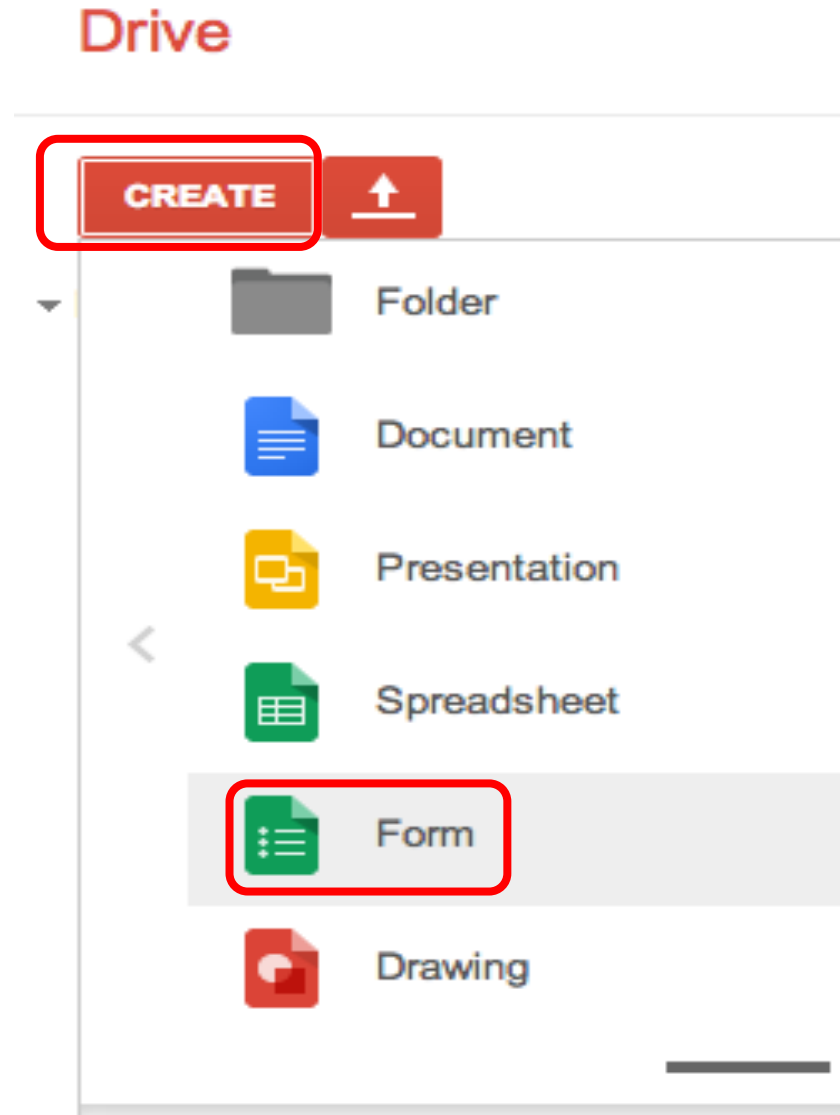 Drive
CREATE
Folder
Document
Presentation
Spreadsheet
Form
Drawing